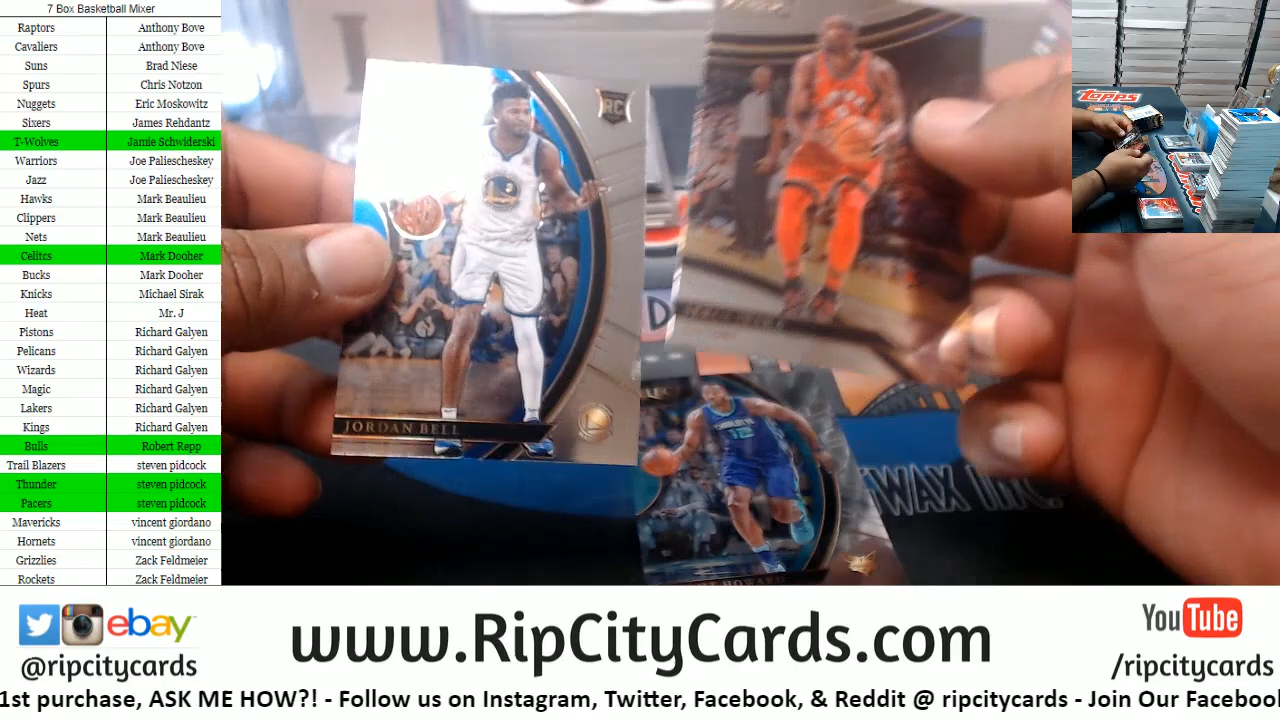 7 Box Basketball Mixer
Raptors Anthony Bove
Cavaliers Anthony Bove
Suns Brad Niese
Spurs Chris Notzon
Nuggets Eric Moskowitz
Sixers James Rehdantz
T-Wolves Jamie Schwiderski
Warriors Joe Paliescheskey
Jazz Joe Paliescheskey
Hawks Mark Beaulieu
Clippers Mark Beaulieu
Nets Mark Beaulieu
Celitcs Mark Dooher
Bucks Mark Dooher
Knicks Michael Sirak
Heat Mr. J
Pistons Richard Galyen
Pelicans Richard Galyen
Wizards Richard Galyen
Magic Richard Galyen
Lakers Richard Galyen
Kings Richard Galyen
Bulls Robert Repp
Trail Blazers steven pidcock
Thunder steven pidcock
Pacers steven pidcock
Mavericks vincent giordano
Hornets vincent giordano
Grizzlies Zack Feldmeier
Rockets Zack Feldmeier
RC
JORDAN BELL
HOWARD
12
WAX
Topps
ebay
@ripcitycards
www.RipCityCards.com
YouTube
/ripcitycards
1st purchase, ASK ME HOW?! - Follow us on Instagram, Twitter, Facebook, & Reddit @ ripcitycards - Join Our Facebool